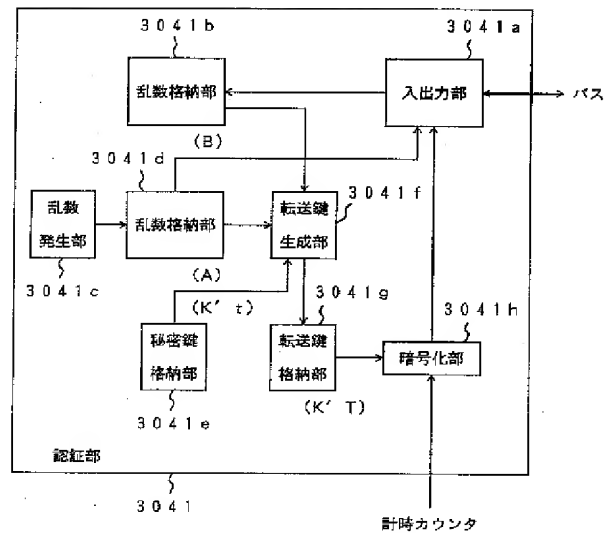 3041b
3041a
乱数格納部
入出力部
バス
(B)
3041d
3041f
乱数
発生部
乱数格納部
転送鍵
生成部
(A)
3041c
(K' t)
3041g
3041h
秘密鍵
格納部
転送鍵
格納部
暗号化部
(K' T)
3041e
認証部
3041
計時カウンタ